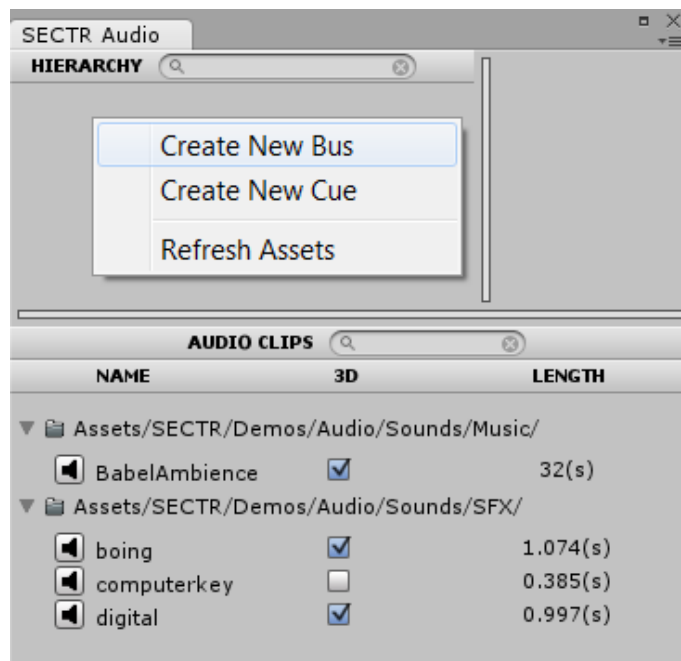 SECTR Audio
HIERARCHY
Create New Bus
Create New Cue
Refresh Assets
AUDIO CLIPS
NAME 3D LENGTH
Assets/SECTR/Demos/Audio/Sounds/Music/
BabelAmbience 32(s)
Assets/SECTR/Demos/Audio/Sounds/SFX/
boing 1.074(s)
computerkey 0.385(s)
digital 0.997(s)